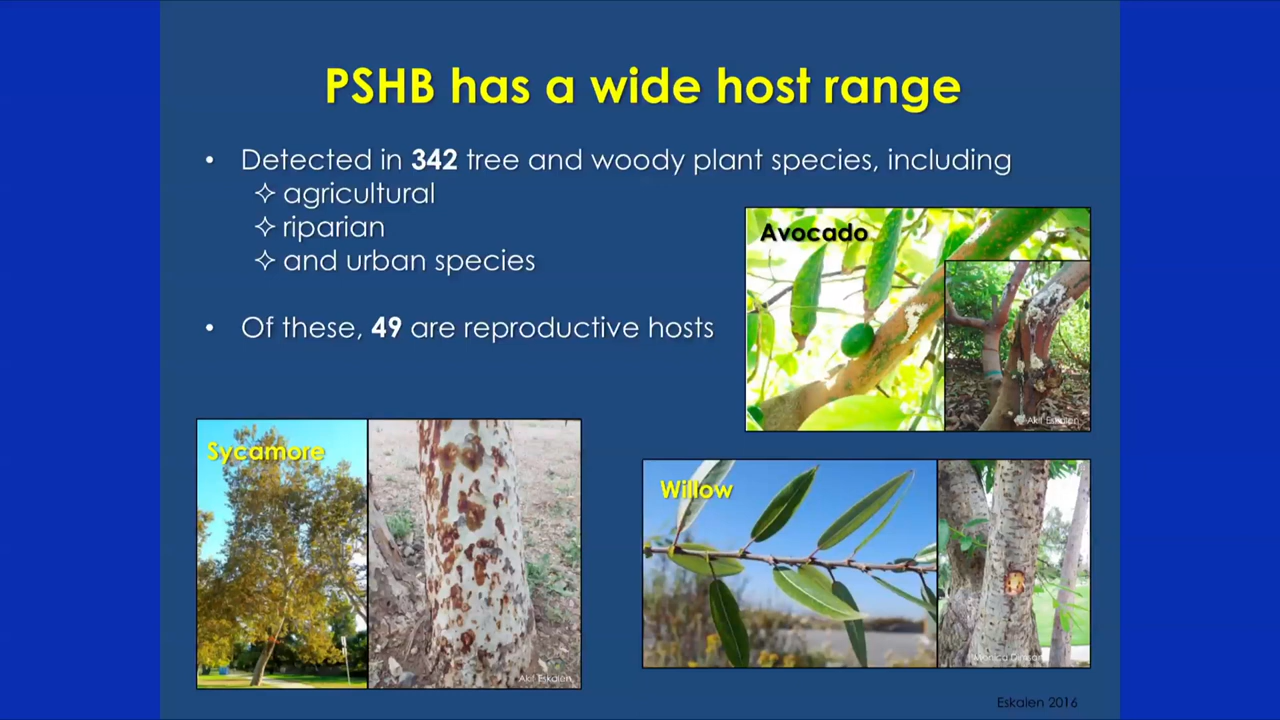 PSHB has a wide host range
• Detected in 342 tree and woody plant species, including
✧ agricultural
✧ riparian
✧ and urban species
• Of these, 49 are reproductive hosts
Avocado
Akif Eskalen
Sycamore
Akif Eskalen
Willow
Monica Dimson
Eskalen 2016